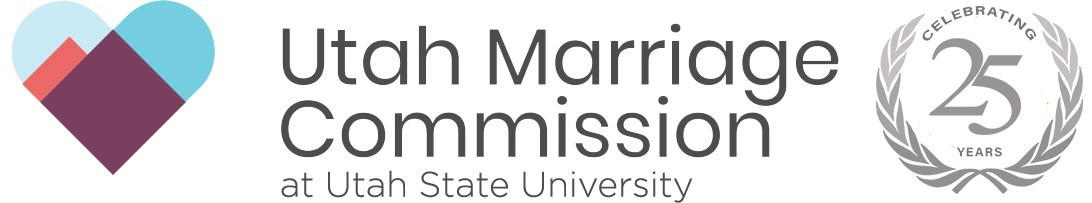 Utah Marriage
Commission
at Utah State University
CELEBRATING
25
YEARS